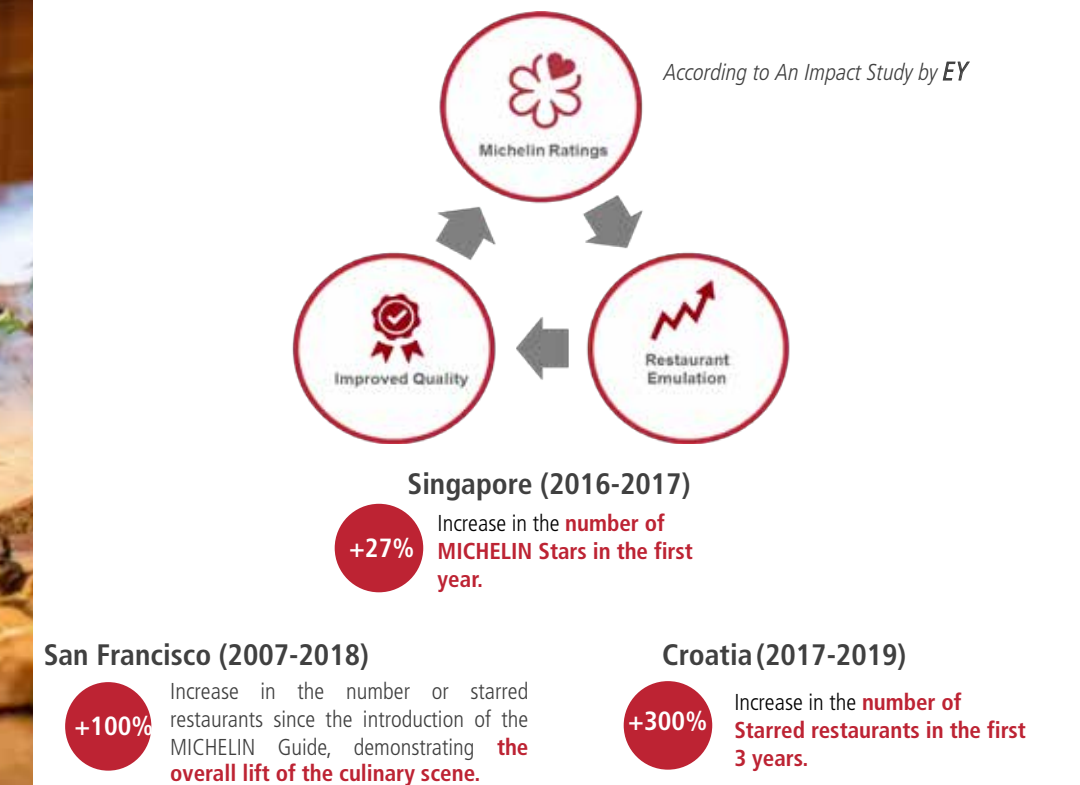 According to An Impact Study by EY
Michelin Ratings
Improved Quality
Restaurant
Emulation
Singapore (2016-2017)
+27%
Increase in the number of
MICHELIN Stars in the first
year.
San Francisco (2007-2018)
+100%
Increase in the number or starred
restaurants since the introduction of the
MICHELIN Guide, demonstrating the
overall lift of the culinary scene.
Croatia (2017-2019)
+300%
Increase in the number of
Starred restaurants in the first
3 years.